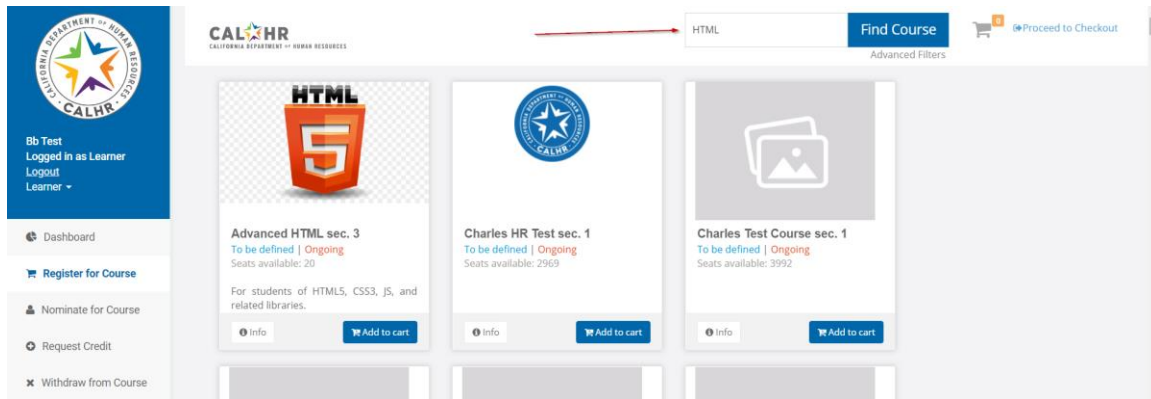 CALIFORNIA DEPARTMENT OF HUMAN RESOURCES
CALHR
Bb Test
Logged in as Learner
Logout
Learner
Dashboard
Register for Course
Nominate for Course
Request Credit
Withdraw from Course
CALHR
CALIFORNIA DEPARTMENT OF HUMAN RESOURCES
HTML
Find Course
0
Proceed to Checkout
Advanced Filters
HTML
5
Advanced HTML sec. 3
To be defined | Ongoing
Seats available: 20
For students of HTML5, CSS3, JS, and
related libraries.
Info
Add to cart
CALIFORNIA DEPARTMENT OF HUMAN RESOURCES
CALHR
Charles HR Test sec. 1
To be defined | Ongoing
Seats available: 2969
Info
Add to cart
Charles Test Course sec. 1
To be defined | Ongoing
Seats available: 3992
Info
Add to cart